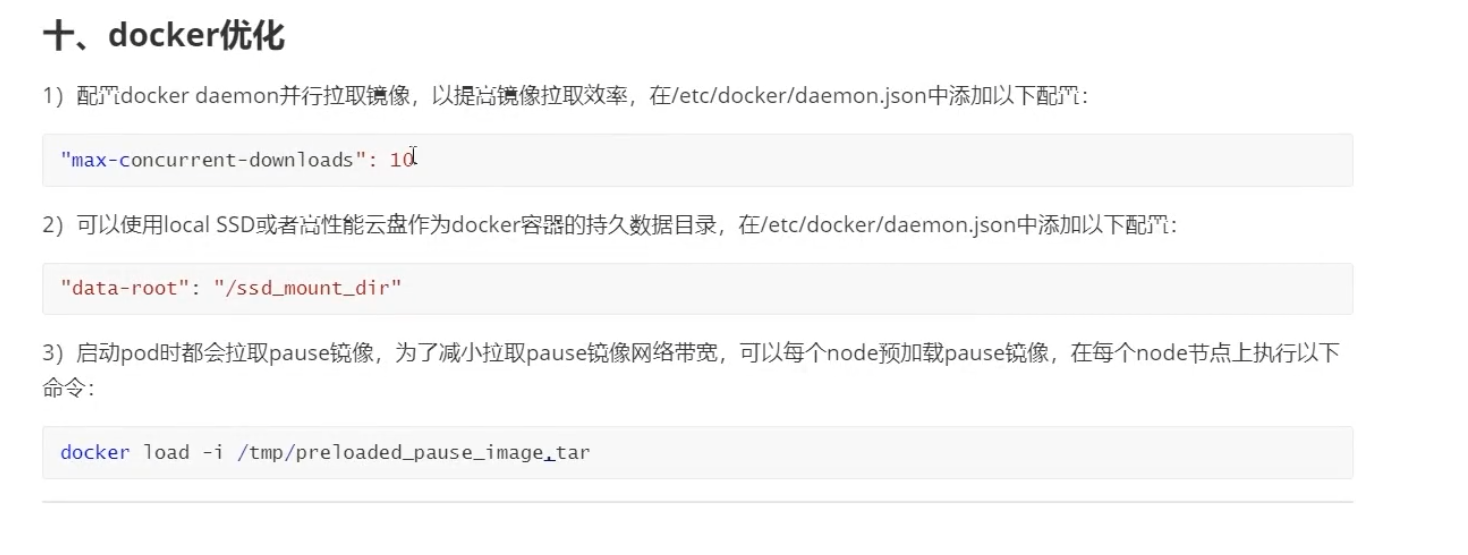 十、docker优化
1）配置docker daemon并行拉取镜像，以提高镜像拉取效率，在/etc/docker/daemon.json中添加以下配置：
"max-concurrent-downloads": 10
2）可以使用local SSD或者高性能云盘作为docker容器的持久数据目录，在/etc/docker/daemon.json中添加以下配置：
"data-root": "/ssd_mount_dir"
3）启动pod时都会拉取pause镜像，为了减小拉取pause镜像网络带宽，可以每个node预加载pause镜像，在每个node节点上执行以下
命令：
docker load -i /tmp/preloaded_pause_image.tar